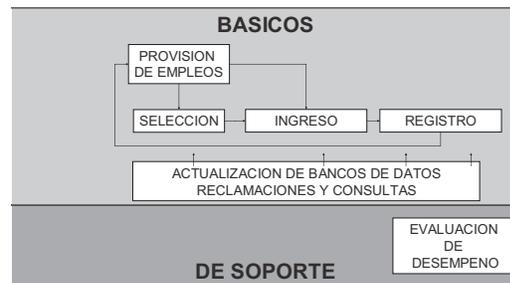 BASICOS
PROVISION
DE EMPLEOS
SELECCION
INGRESO
REGISTRO
ACTUALIZACION DE BANCOS DE DATOS
RECLAMACIONES Y CONSULTAS
EVALUACION
DE
DESEMPENO
DE SOPORTE